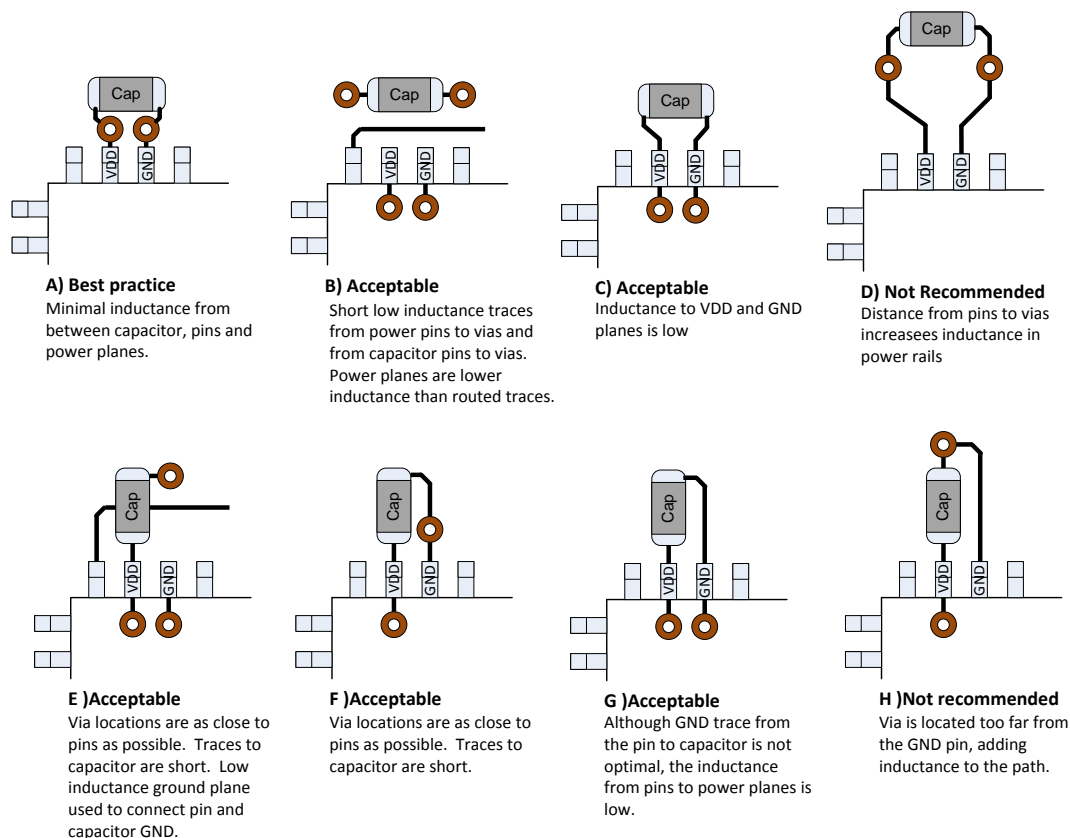 Cap
VDD
GND
A) Best practice
Minimal inductance from
between capacitor, pins and
power planes.
Cap
VDD
GND
B) Acceptable
Short low inductance traces
from power pins to vias and
from capacitor pins to vias.
Power planes are lower
inductance than routed traces.
Cap
VDD
GND
C) Acceptable
Inductance to VDD and GND
planes is low
Cap
VDD
GND
D) Not Recommended
Distance from pins to vias
increasees inductance in
power rails
Cap
VDD
GND
E )Acceptable
Via locations are as close to
pins as possible.  Traces to
capacitor are short.  Low
inductance ground plane
used to connect pin and
capacitor GND.
Cap
VDD
GND
F )Acceptable
Via locations are as close to
pins as possible.  Traces to
capacitor are short.
Cap
VDD
GND
G )Acceptable
Although GND trace from
the pin to capacitor is not
optimal, the inductance
from pins to power planes is
low.
Cap
VDD
GND
H )Not recommended
Via is located too far from
the GND pin, adding
inductance to the path.